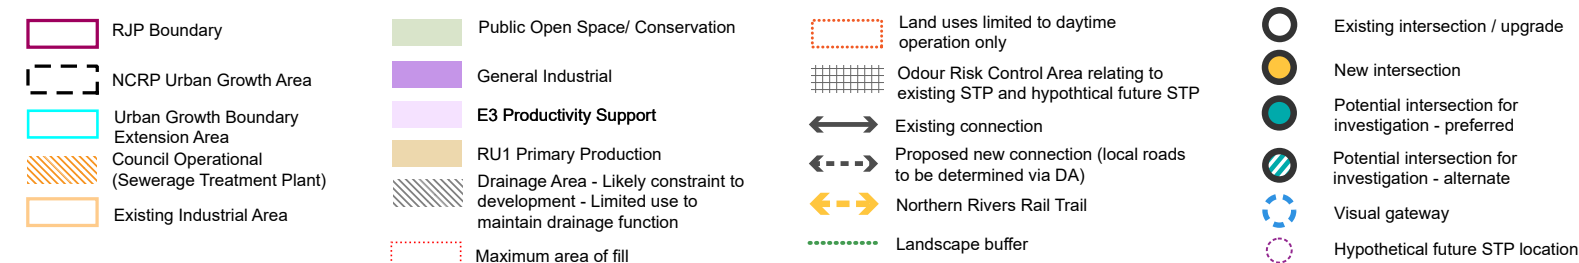 RJP Boundary
NCRP Urban Growth Area
Urban Growth Boundary
Extension Area
Council Operational
(Sewerage Treatment Plant)
Existing Industrial Area
Public Open Space/ Conservation
General Industrial
E3 Productivity Support
RU1 Primary Production
Drainage Area - Likely constraint to
development - Limited use to
maintain drainage function
Maximum area of fill
Land uses limited to daytime
operation only
Odour Risk Control Area relating to
existing STP and hypothtical future STP
Existing connection
Proposed new connection (local roads
to be determined via DA)
Northern Rivers Rail Trail
Landscape buffer
Existing intersection / upgrade
New intersection
Potential intersection for
investigation - preferred
Potential intersection for
investigation - alternate
Visual gateway
Hypothetical future STP location